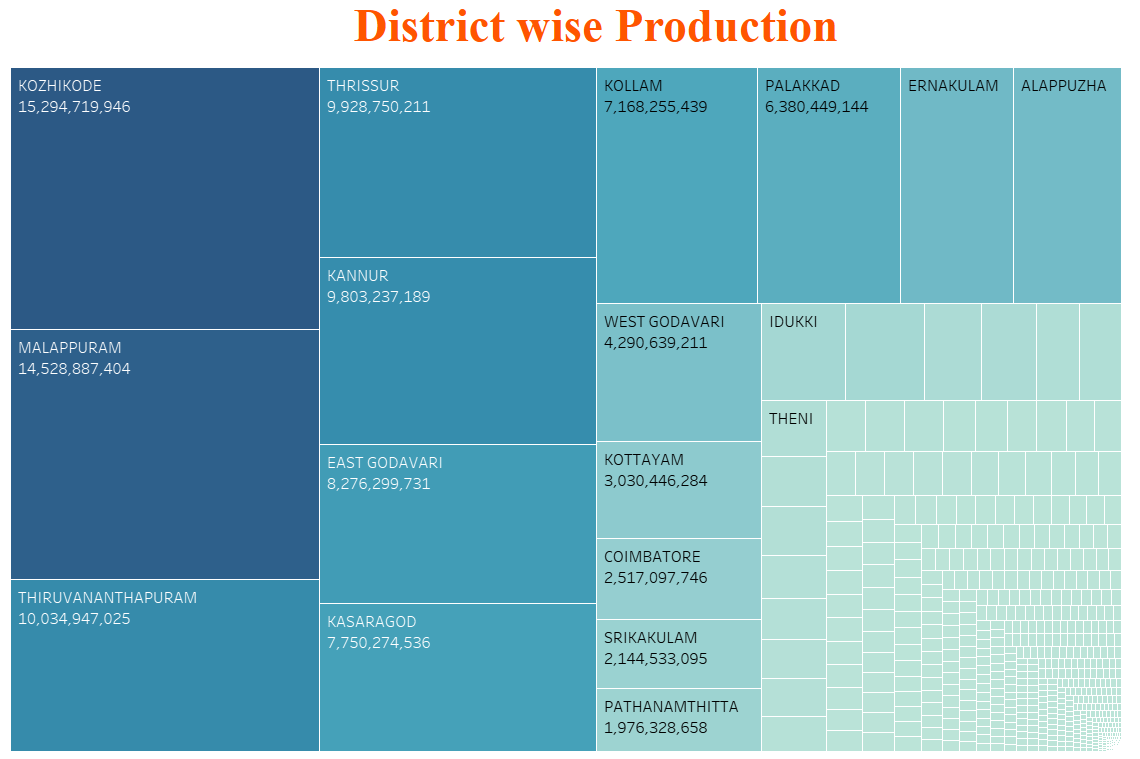 District wise Production
KOZHIKODE
15,294,719,946
MALAPPURAM
14,528,887,404
THIRUVANANTHAPURAM
10,034,947,025
THRISSUR
9,928,750,211
KANNUR
9,803,237,189
EAST GODAVARI
8,276,299,731
KASARAGOD
7,750,274,536
KOLLAM
7,168,255,439
PALAKKAD
6,380,449,144
ERNAKULAM
ALAPPUZHA
WEST GODAVARI
4,290,639,211
KOTTAYAM
3,030,446,284
COIMBATORE
2,517,097,746
SRIKAKULAM
2,144,533,095
PATHANAMTHITTA
1,976,328,658
IDUKKI
THENI